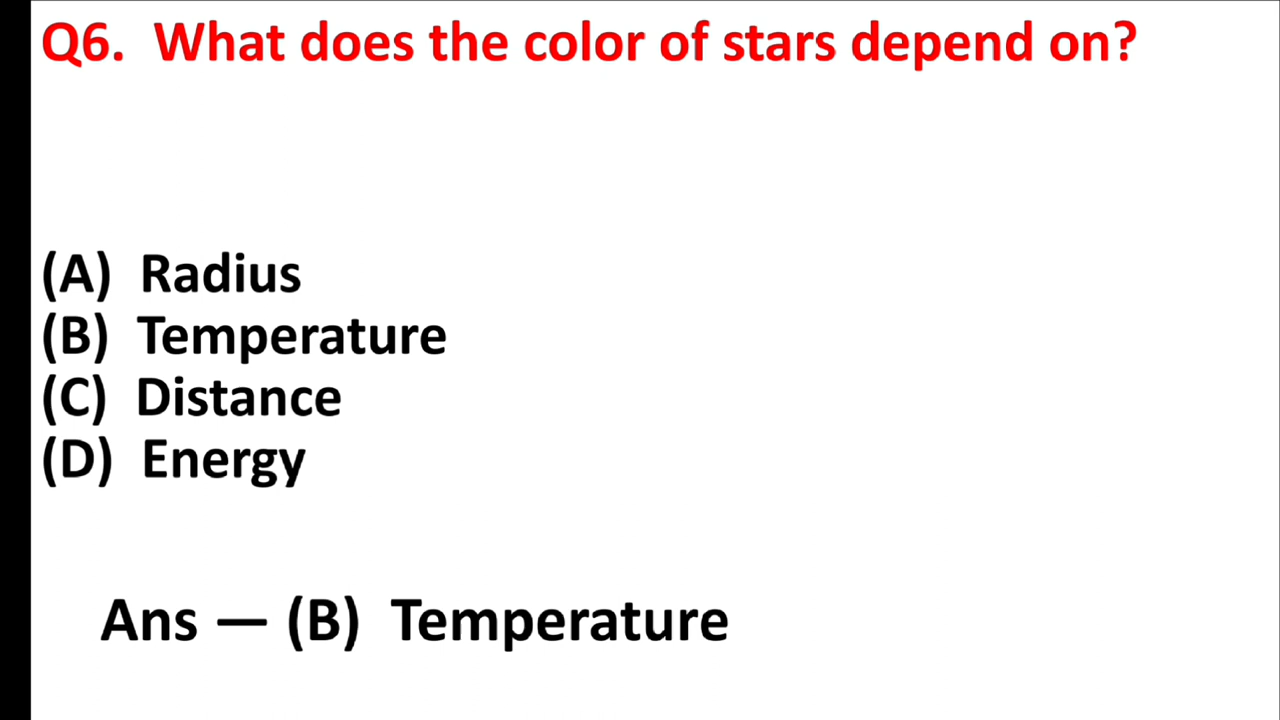 Q6. What does the color of stars depend on?
(A) Radius
(B) Temperature
(C) Distance
(D) Energy
Ans — (B) Temperature